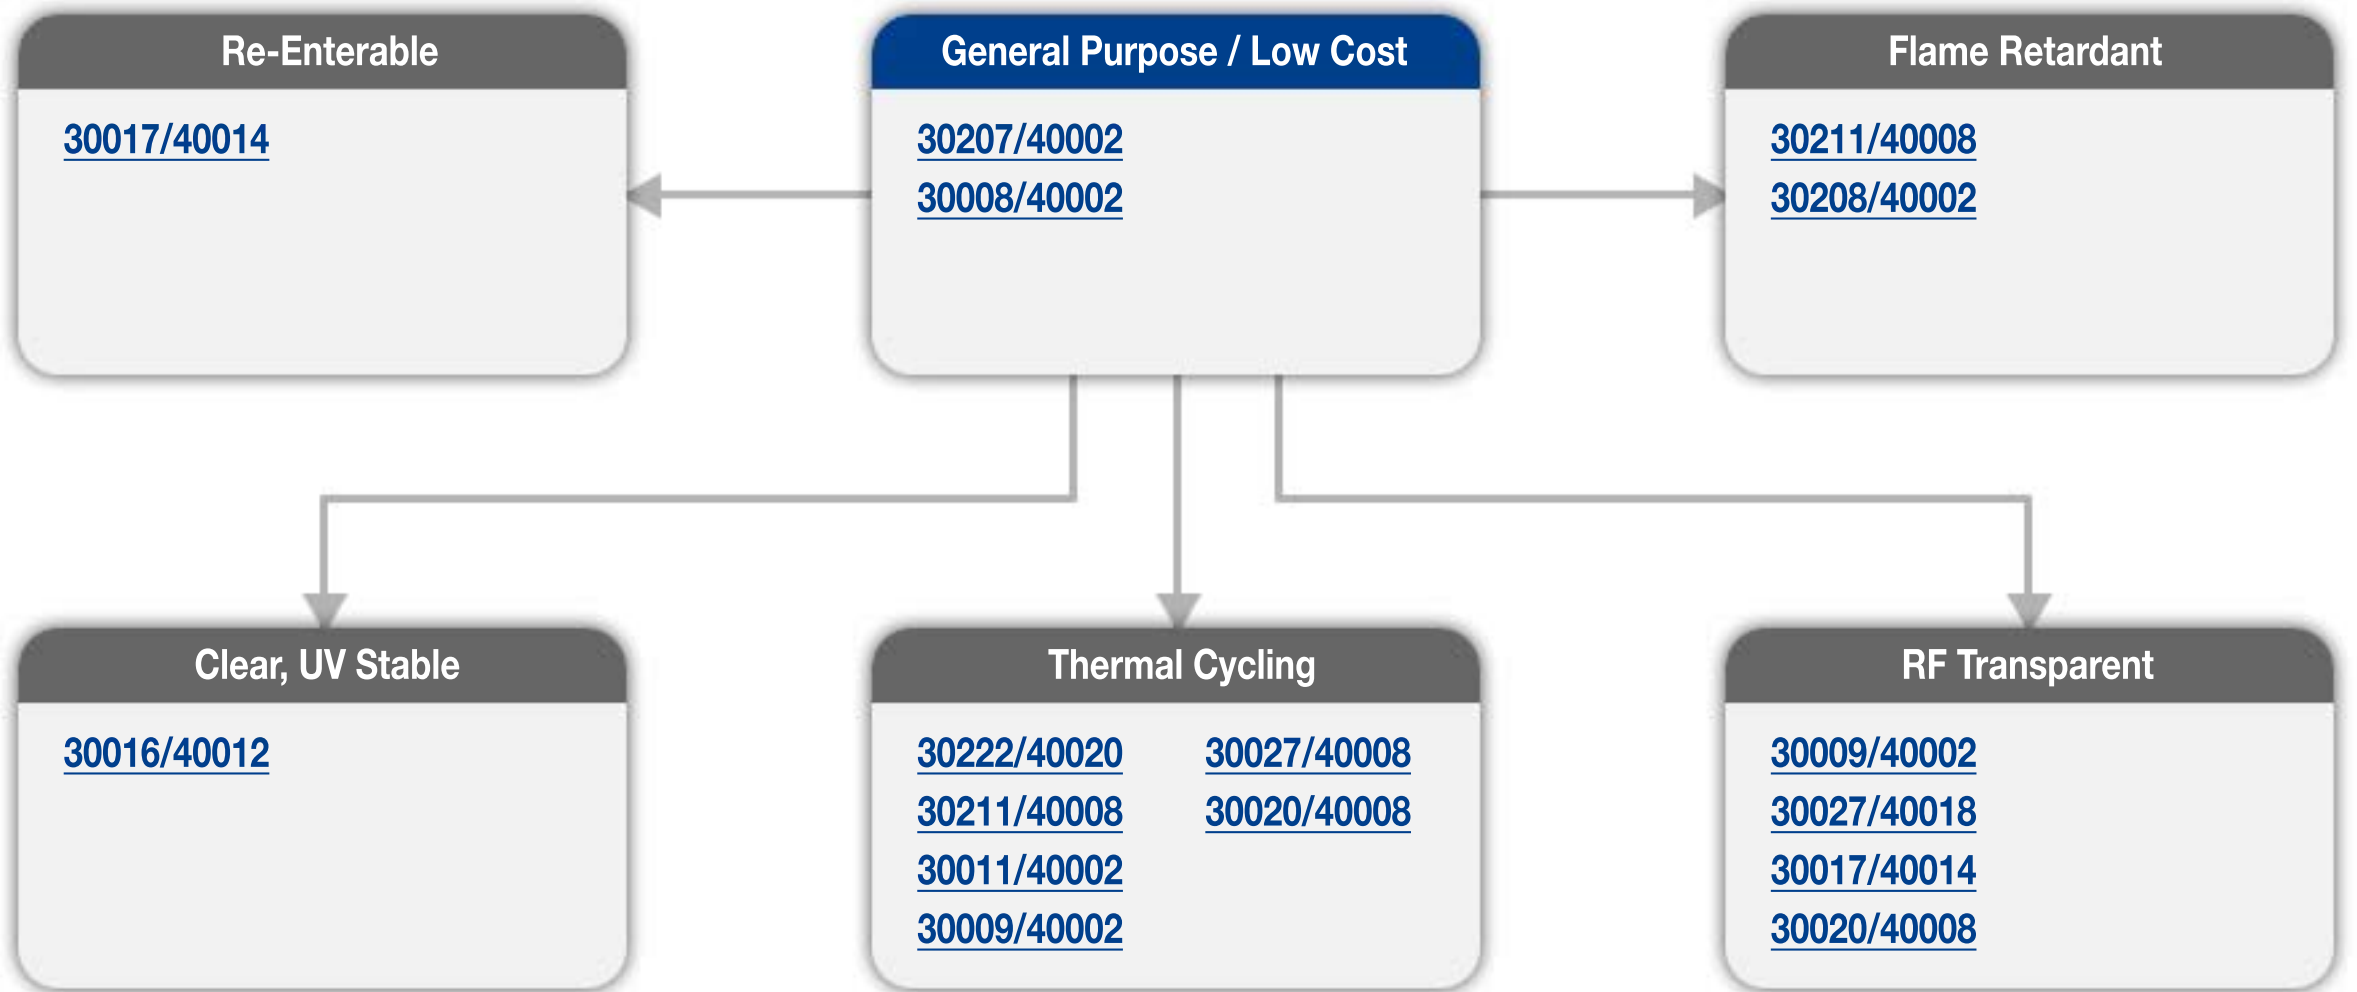 Re-Enterable
30017/40014
General Purpose / Low Cost
30207/40002
30008/40002
Flame Retardant
30211/40008
30208/40002
Clear, UV Stable
30016/40012
Thermal Cycling
30222/40020
30211/40008
30011/40002
30009/40002
30027/40008
30020/40008
RF Transparent
30009/40002
30027/40018
30017/40014
30020/40008